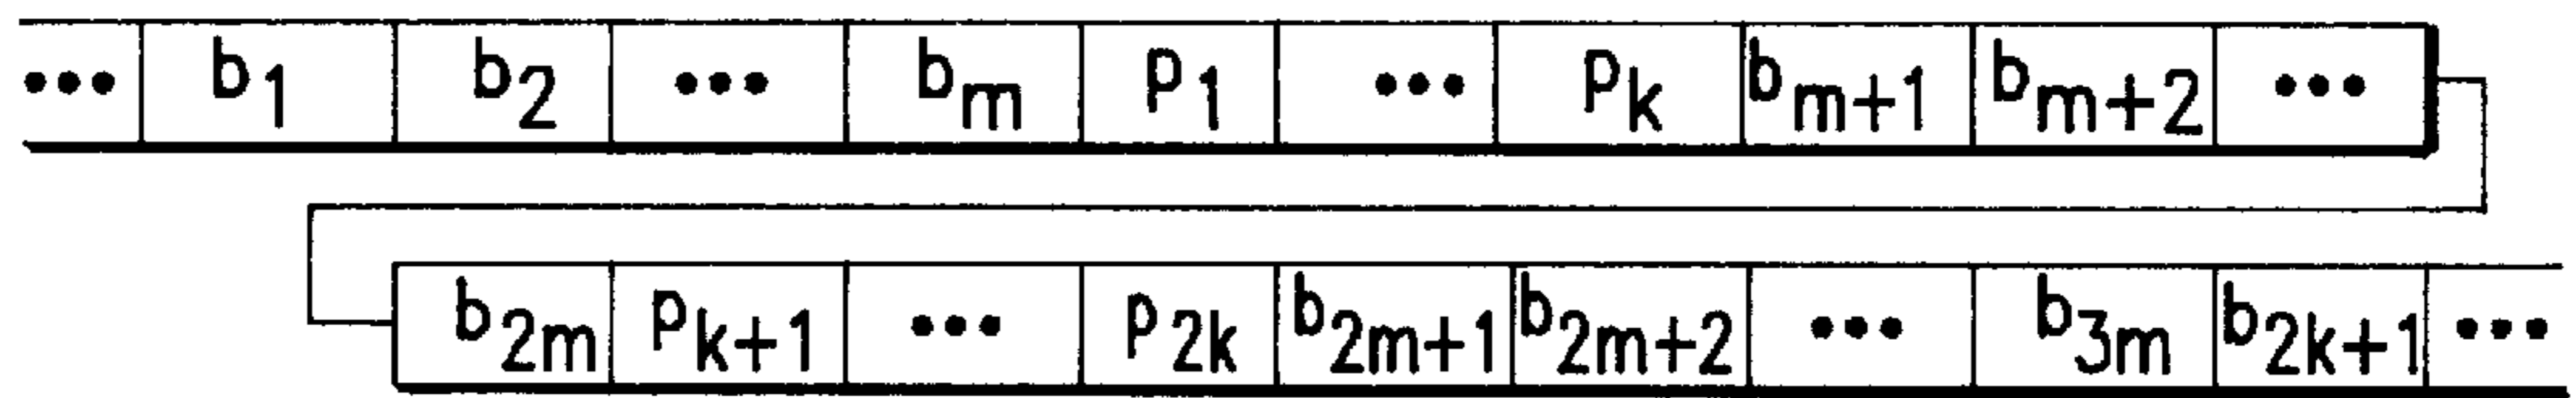 ••• b1 b2 ••• bm p1 ••• pk bm+1 bm+2 •••
b2m pk+1 ••• p2k b2m+1 b2m+2 ••• b3m b2k+1 •••